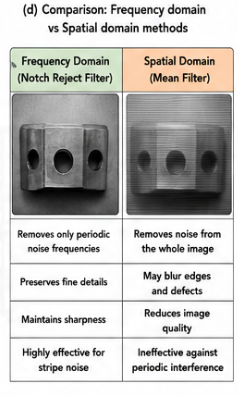 (d) Comparison: Frequency domain
vs Spatial domain methods
Frequency Domain
(Notch Reject Filter)
Spatial Domain
(Mean Filter)
Removes only periodic
noise frequencies
Removes noise from
the whole image
Preserves fine details
May blur edges
and defects
Maintains sharpness
Reduces image
quality
Highly effective for
stripe noise
Ineffective against
periodic interference